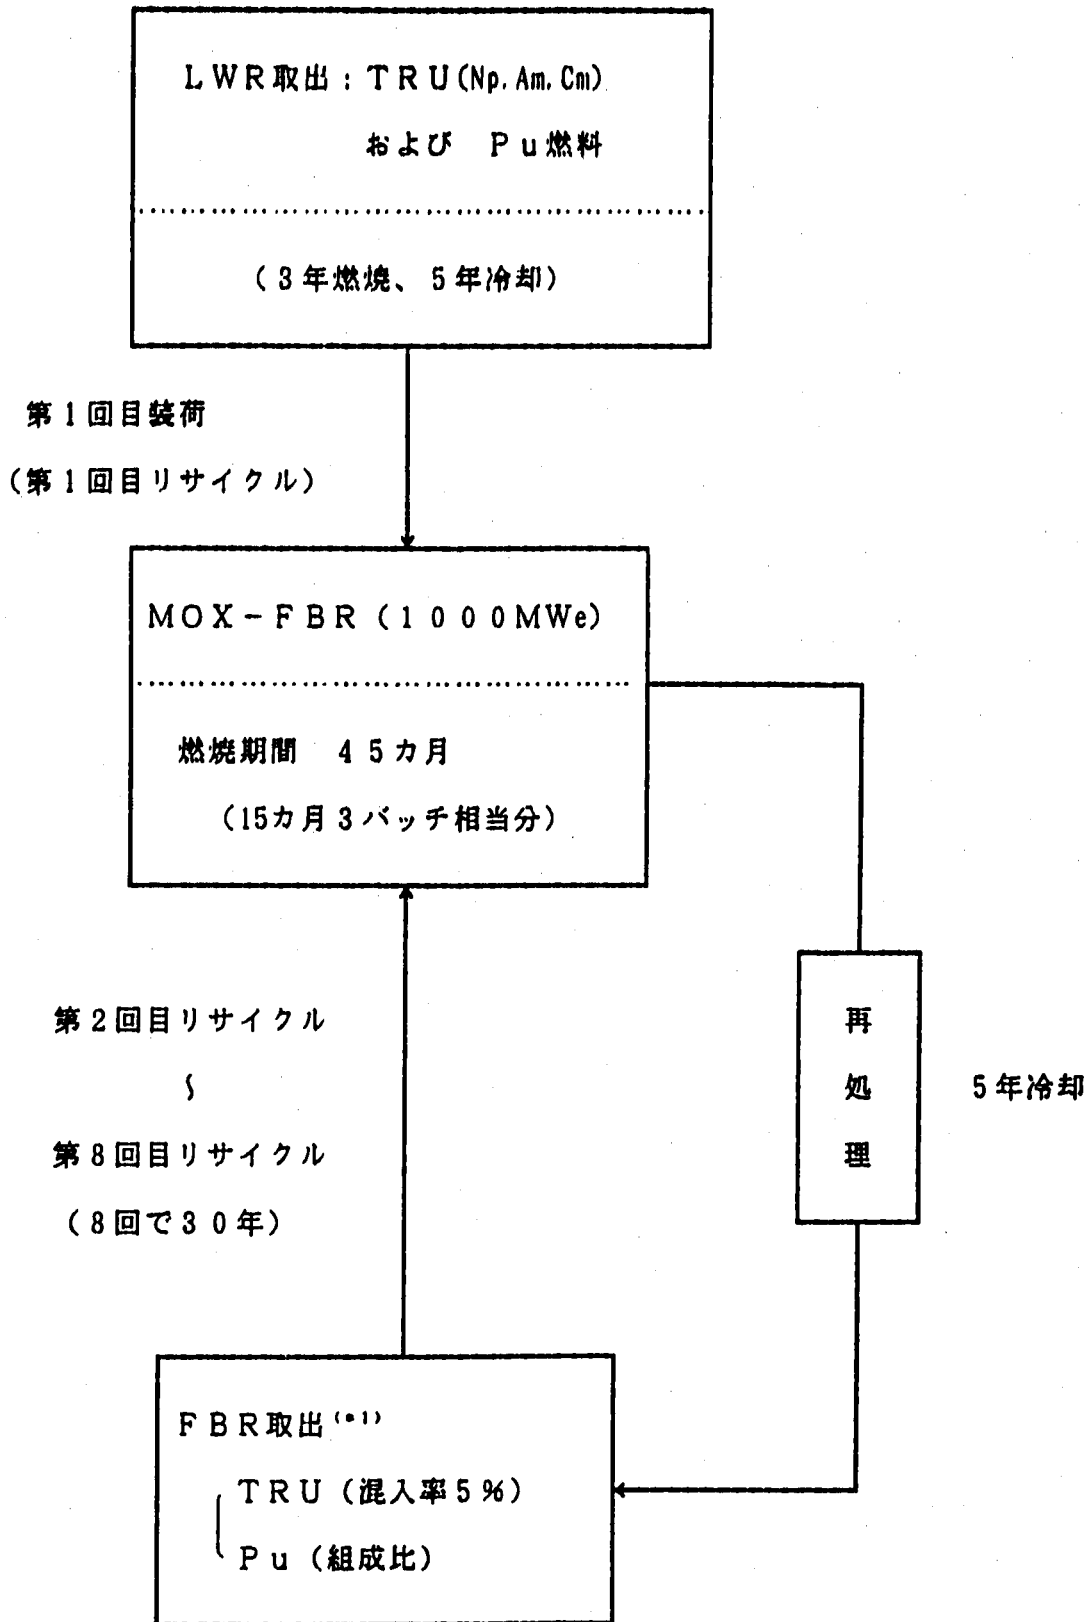 LWR取出：TRU(Np.Am.Cm)
および Pu燃料
（3年燃焼、5年冷却）
第1回目装荷
（第1回目リサイクル）
MOX－FBR（1000MWe）
燃焼期間 45カ月
（15カ月3バッチ相当分）
第2回目リサイクル
〜
第8回目リサイクル
（8回で30年）
再処理
5年冷却
FBR取出(*1)
TRU（混入率5%）
Pu（組成比）